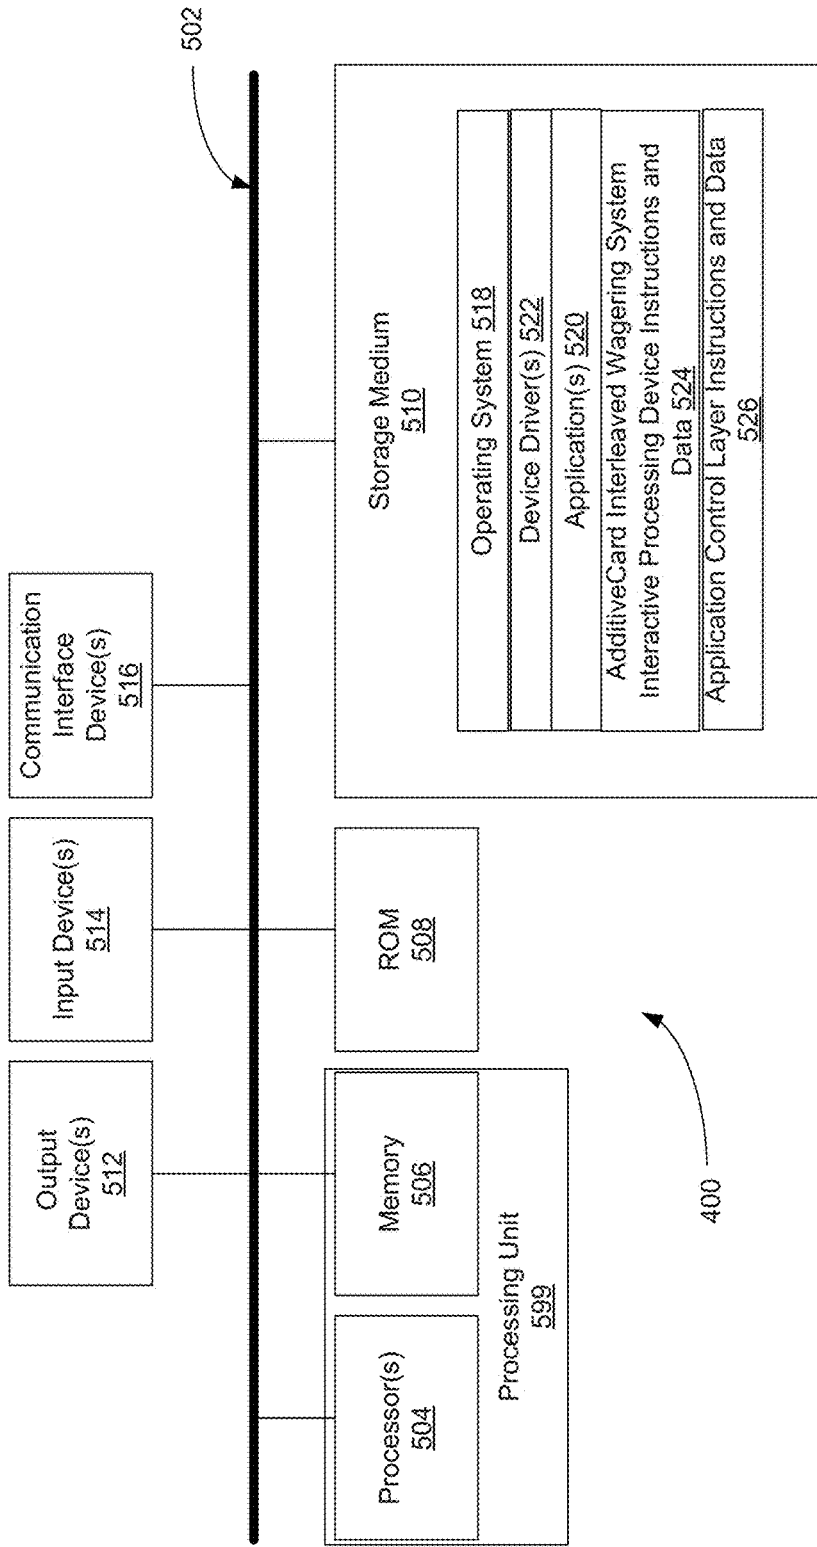 502
Output
Device(s)
512
Input Device(s)
514
Communication
Interface
Device(s)
516
Processor(s)
504
Memory
506
Processing Unit
599
ROM
508
Storage Medium
510
Operating System 518
Device Driver(s) 522
Application(s) 520
AdditiveCard Interleaved Wagering System
Interactive Processing Device Instructions and
Data 524
Application Control Layer Instructions and Data
526
400